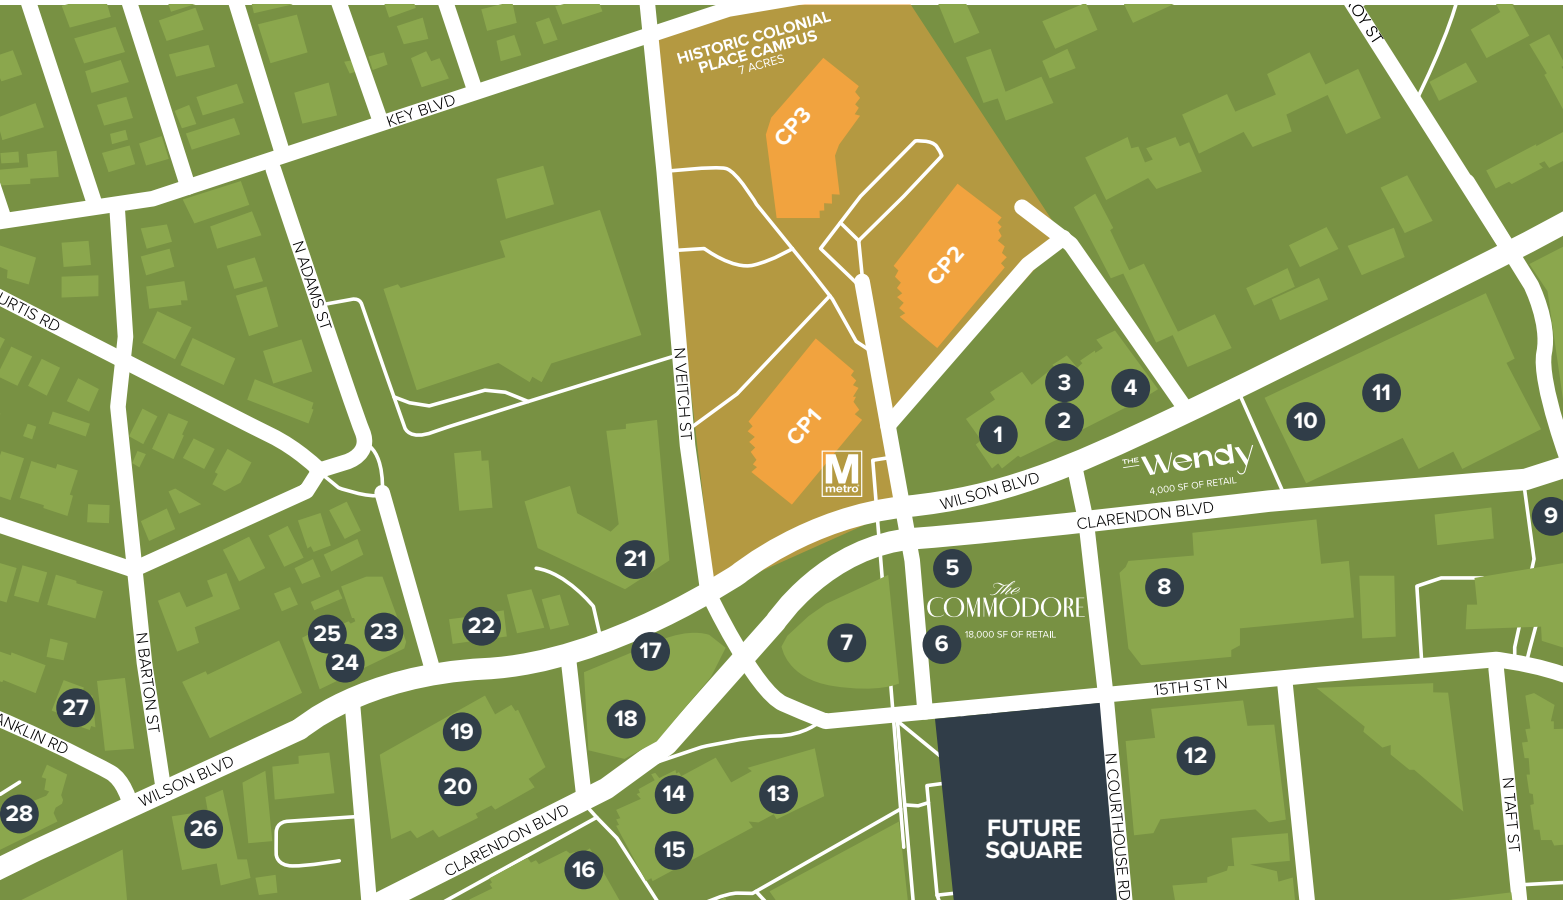 HISTORIC COLONIAL
PLACE CAMPUS
7 ACRES
KEY BLVD
CP3
CP2
CP1
M
metro
N ADAMS ST
N VEITCH ST
WILSON BLVD
CLARENDON BLVD
THE Wendy
4,000 SF OF RETAIL
The
COMMODORE
18,000 SF OF RETAIL
15TH ST N
N COURTHOUSE RD
N TAFT ST
FUTURE
SQUARE
N BARTON ST
WILSON BLVD
CLARENDON BLVD
URTIS RD
ANKLIN RD
OY ST
1
2
3
4
5
6
7
8
9
10
11
12
13
14
15
16
17
18
19
20
21
22
23
24
25
26
27
28